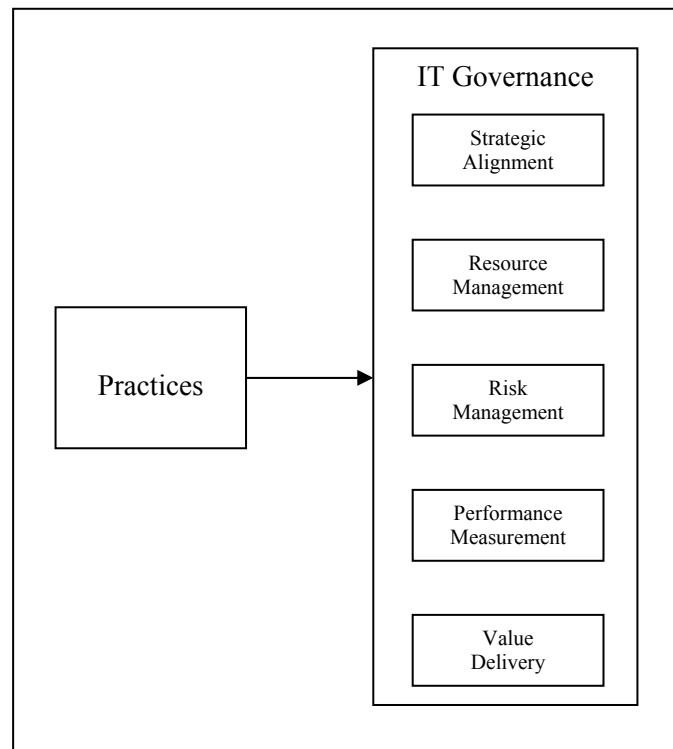 IT Governance
Strategic
Alignment
Resource
Management
Practices
Risk
Management
Performance
Measurement
Value
Delivery